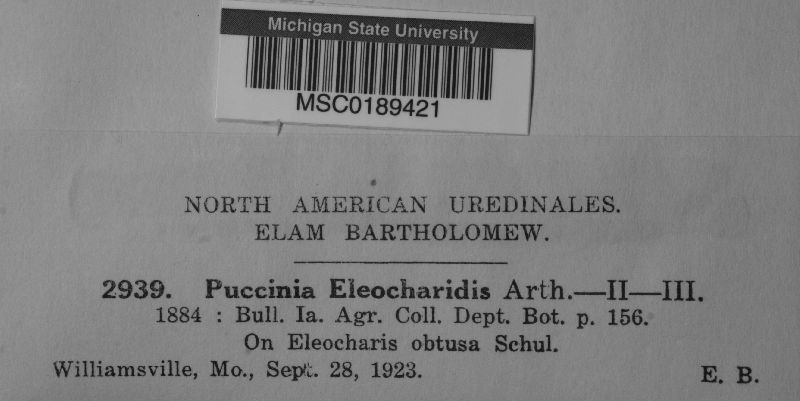 Michigan State University
MSC0189421
NORTH AMERICAN UREDINALES.
ELAM BARTHOLOMEW.
2939. Puccinia Eleocharidis Arth.—II—III.
1884 : Bull. Ia. Agr. Coll. Dept. Bot. p. 156.
On Eleocharis obtusa Schul.
Williamsville, Mo., Sept. 28, 1923. E. B.